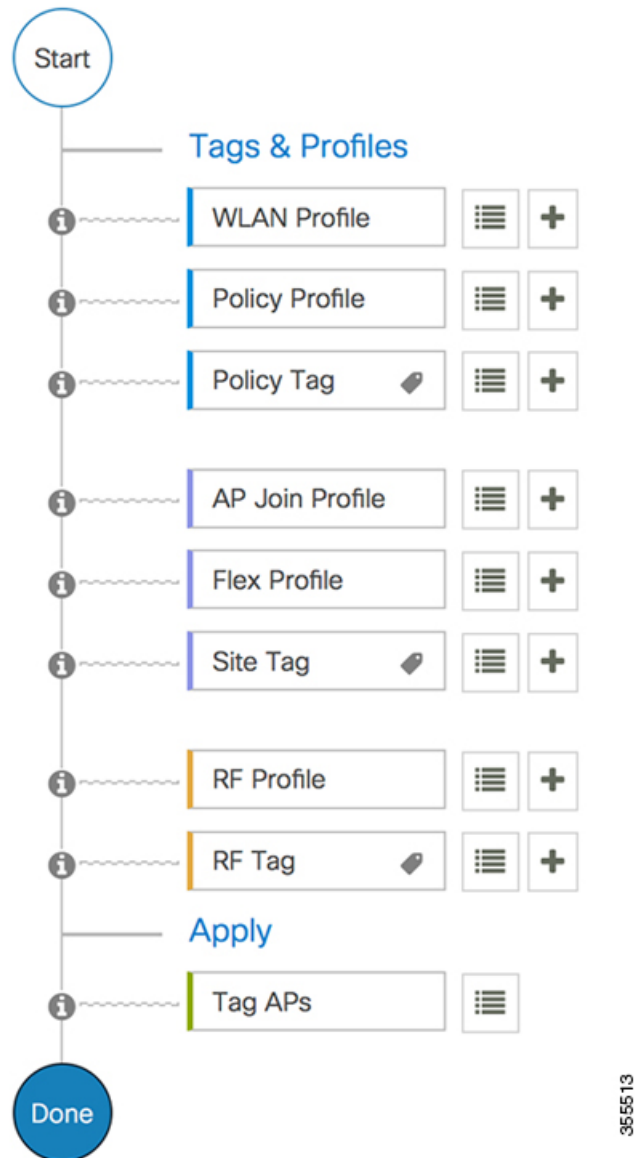 Start
Tags & Profiles
WLAN Profile
Policy Profile
Policy Tag
AP Join Profile
Flex Profile
Site Tag
RF Profile
RF Tag
Apply
Tag APs
Done
355513